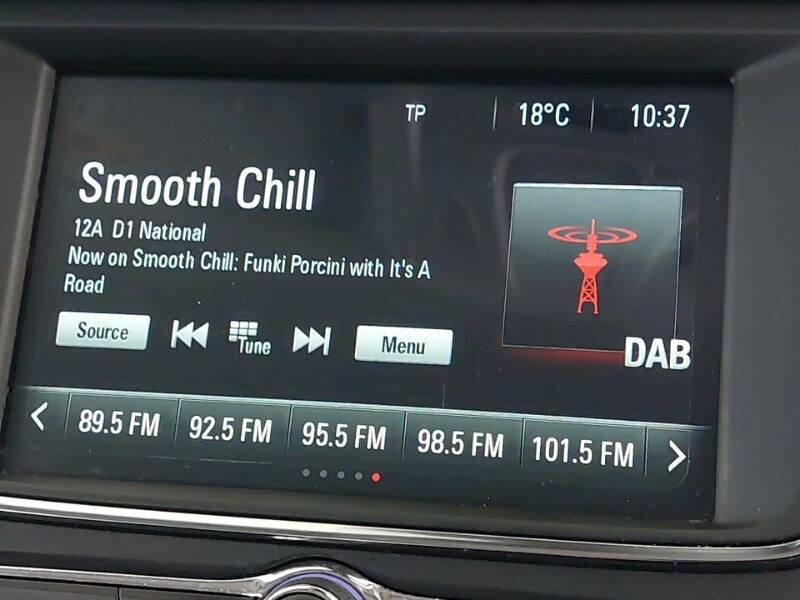 TP 18°C 10:37
Smooth Chill
12A D1 National
Now on Smooth Chill: Funki Porcini with It's A
Road
Source Tune Menu
DAB
89.5 FM 92.5 FM 95.5 FM 98.5 FM 101.5 FM